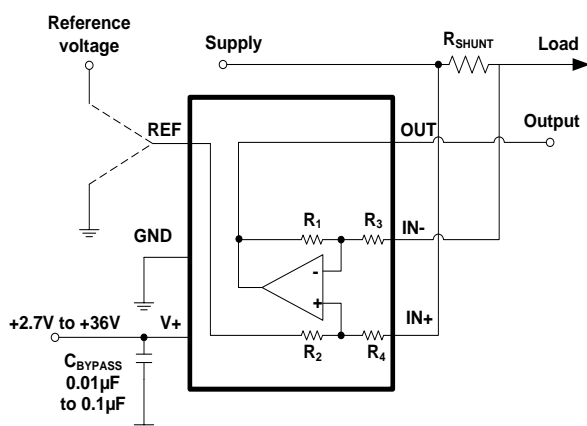 Reference
voltage
Supply
RSHUNT
Load
REF
OUT
Output
GND
R1
R3
IN-
-
+
+2.7V to +36V
V+
IN+
R2
R4
CBYPASS
0.01µF
to 0.1µF